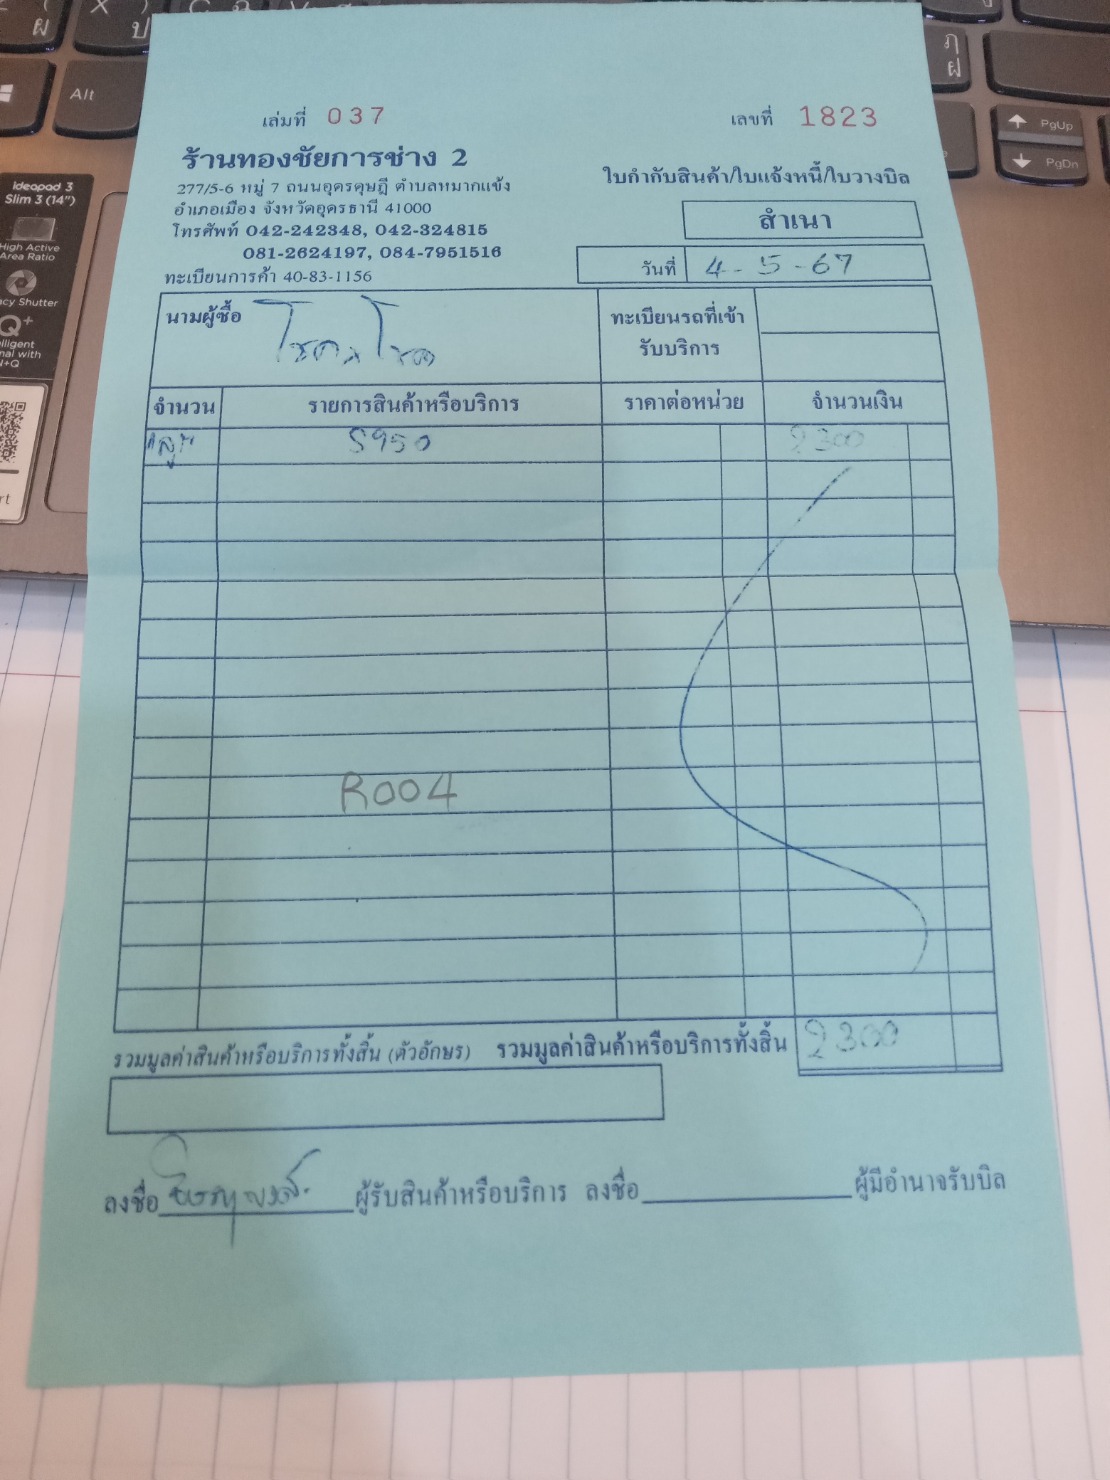 เล่มที่ 037
เลขที่ 1823
ร้านทองชัยการช่าง 2
277/5-6 หมู่ 7 ถนนอุดรดุษฎี ตำบลหมากแข้ง
อำเภอเมือง จังหวัดอุดรธานี 41000
โทรศัพท์ 042-242348, 042-324815
081-2624197, 084-7951516
ทะเบียนการค้า 40-83-1156
ใบกำกับสินค้า/ใบแจ้งหนี้/ใบวางบิล
สำเนา
วันที่ 4-5-67
นามผู้ซื้อ
ทะเบียนรถที่เข้า
รับบริการ
จำนวน รายการสินค้าหรือบริการ ราคาต่อหน่วย จำนวนเงิน
S950 2300
R004
รวมมูลค่าสินค้าหรือบริการทั้งสิ้น (ตัวอักษร) รวมมูลค่าสินค้าหรือบริการทั้งสิ้น 2300
ลงชื่อ ผู้รับสินค้าหรือบริการ ลงชื่อ ผู้มีอำนาจรับบิล
Alt
PgUp
PgDn
ideapad 3
Slim 3 (14")
High Active
Area Ratio